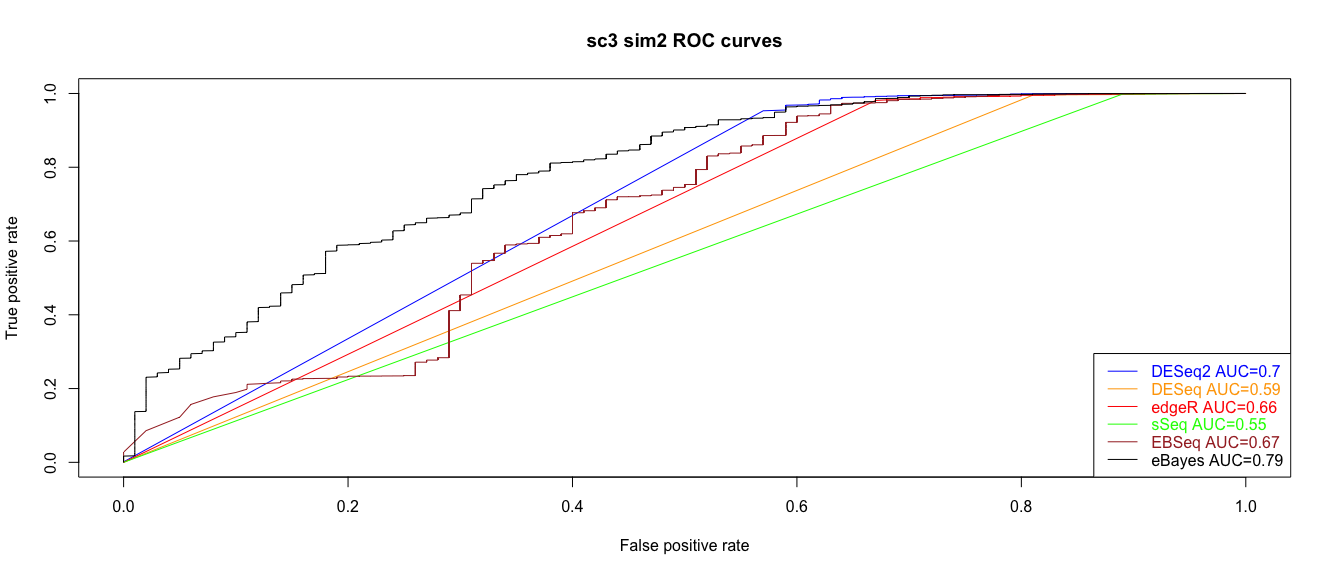 sc3 sim2 ROC curves
True positive rate
1.0
0.8
0.6
0.4
0.2
0.0
DESeq2 AUC=0.7
DESeq AUC=0.59
edgeR AUC=0.66
sSeq AUC=0.55
EBSeq AUC=0.67
eBayes AUC=0.79
0.0 0.2 0.4 0.6 0.8 1.0
False positive rate